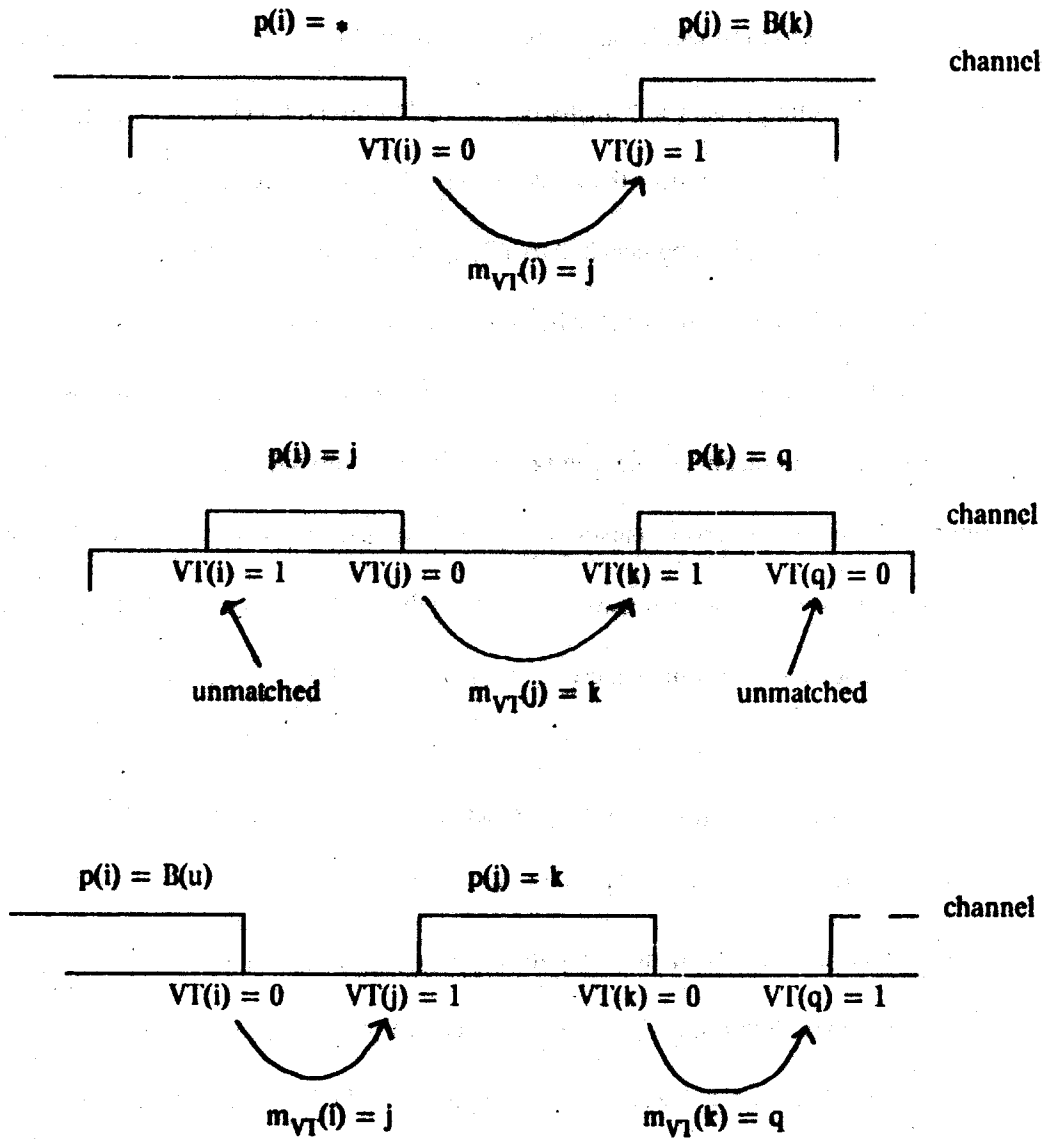 p(i) = *	p(j) = B(k)
channel
VT(i) = 0	VT(j) = 1
m_VT(i) = j
p(i) = j	p(k) = q
channel
VT(i) = 1	VT(j) = 0	VT(k) = 1	VT(q) = 0
unmatched	m_VT(j) = k	unmatched
p(i) = B(u)	p(j) = k
channel
VT(i) = 0	VT(j) = 1	VT(k) = 0	VT(q) = 1
m_VT(i) = j	m_VT(k) = q